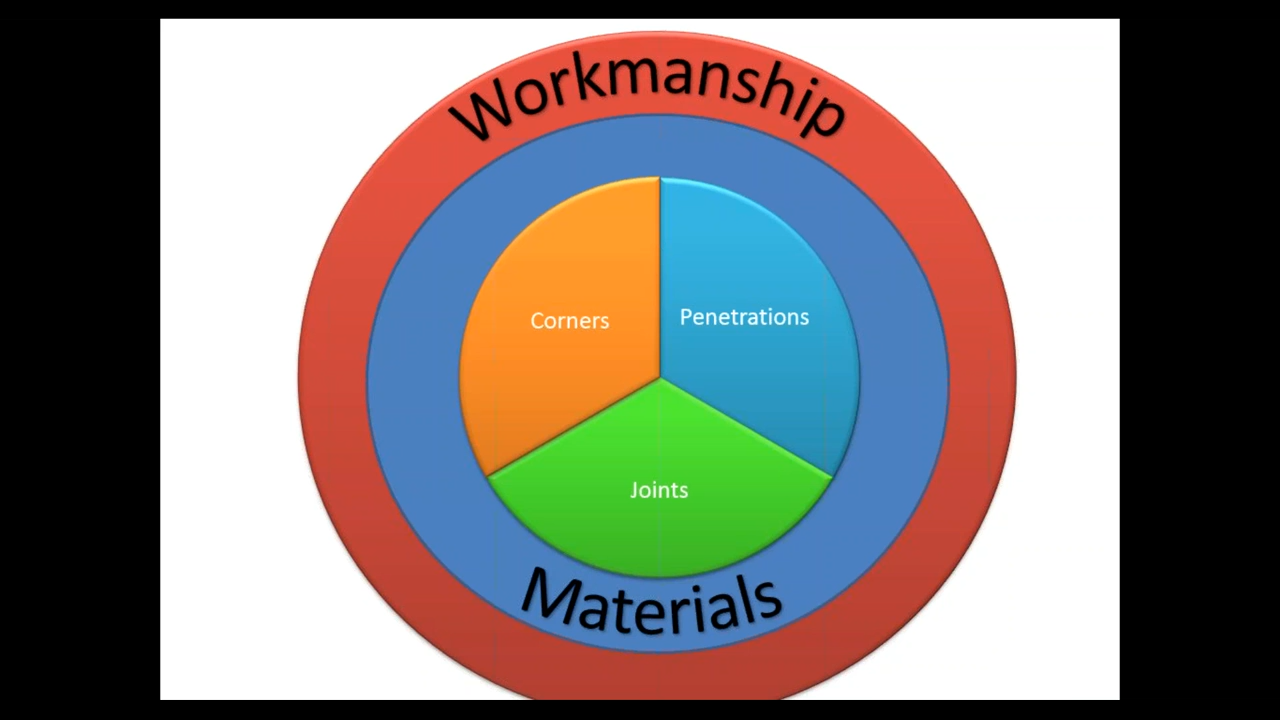 Workmanship
Corners
Penetrations
Joints
Materials